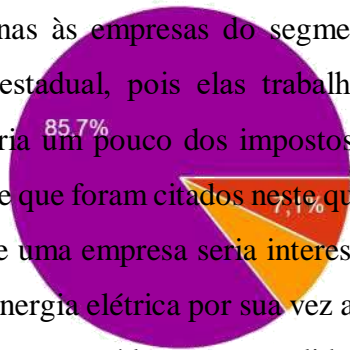 nas às empresas do segme
estadual, pois elas trabalh
85,7%
ria um pouco dos impostos
e que foram citados neste qu
7,1%
e uma empresa seria interes
nergia elétrica por sua vez a